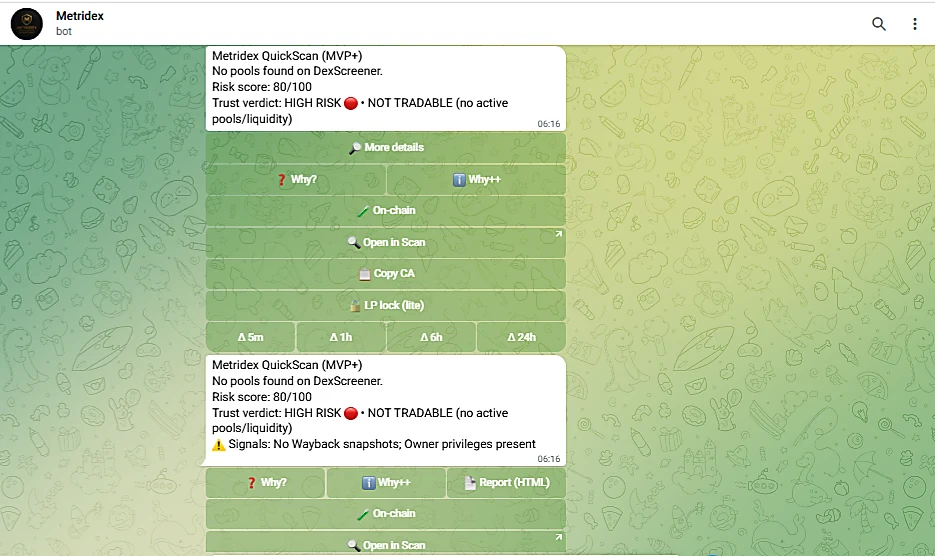 Metridex
bot
Metridex QuickScan (MVP+)
No pools found on DexScreener.
Risk score: 80/100
Trust verdict: HIGH RISK 🔴 • NOT TRADABLE (no active
pools/liquidity)
06:16
🔎 More details
❓ Why?
ℹ️ Why++
🧪 On-chain
🔍 Open in Scan
📋 Copy CA
🔒 LP lock (lite)
Δ 5m
Δ 1h
Δ 6h
Δ 24h
Metridex QuickScan (MVP+)
No pools found on DexScreener.
Risk score: 80/100
Trust verdict: HIGH RISK 🔴 • NOT TRADABLE (no active
pools/liquidity)
⚠️ Signals: No Wayback snapshots; Owner privileges present
06:16
❓ Why?
ℹ️ Why++
Report (HTML)
🧪 On-chain
🔍 Open in Scan